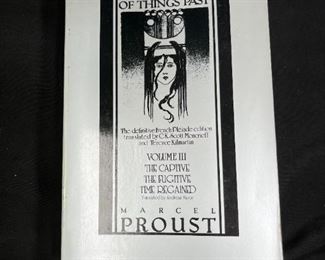 OF THINGS PAST
The definitive French Pleiade edition
translated by C.K. Scott Moncrieff
and Terence Kilmartin
VOLUME III
THE CAPTIVE
THE FUGITIVE
TIME REGAINED
Translated by Andreas Mayor
MARCEL
PROUST